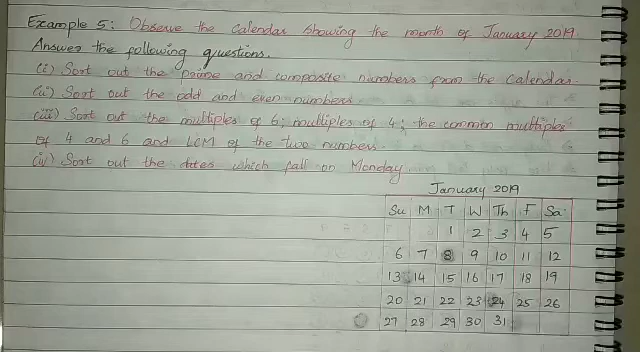 Example 5: Observe the Calendar showing the month of January 2019.
Answer the following questions.
(i) Sort out the prime and composite numbers from the calendar.
(ii) Sort out the odd and even numbers
(iii) Sort out the multiples of 6; multiples of 4; the common multiples
of 4 and 6 and LCM of the two numbers.
(iv) Sort out the dates which fall on Monday
January 2019
Su M T W Th F Sa
1 2 3 4 5
6 7 8 9 10 11 12
13 14 15 16 17 18 19
20 21 22 23 24 25 26
27 28 29 30 31